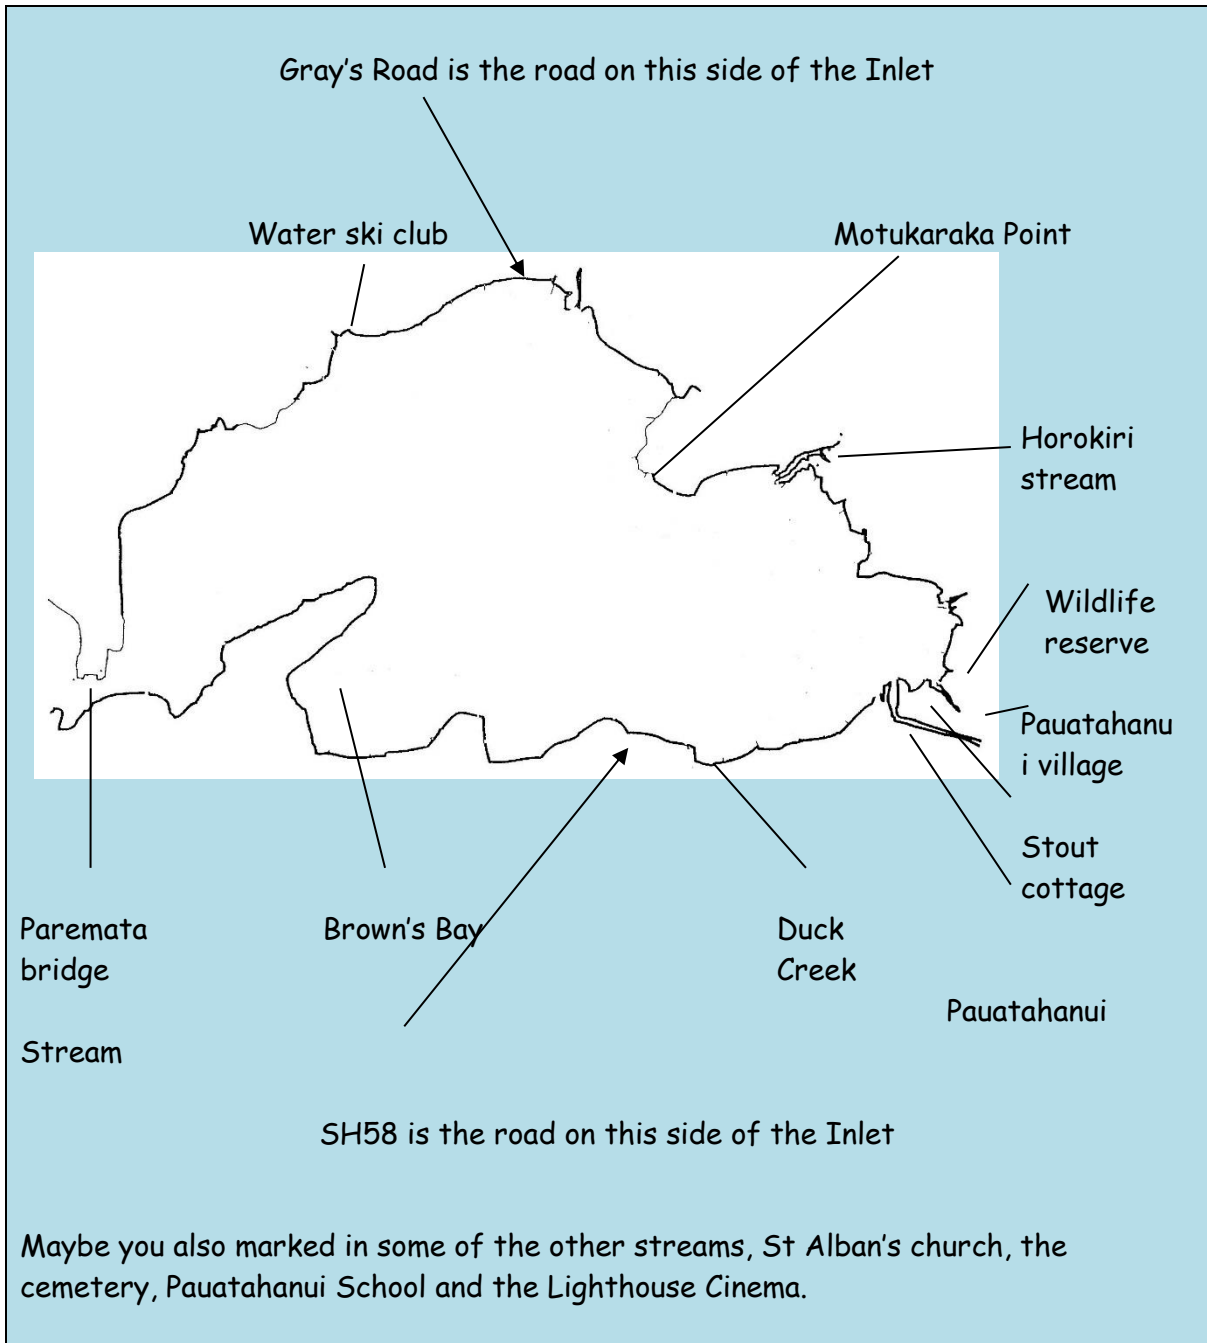 Gray's Road is the road on this side of the Inlet
Water ski club
Motukaraka Point
Horokiri
stream
Wildlife
reserve
Pauatahanu
i village
Stout
cottage
Paremata
bridge
Brown's Bay
Duck
Creek
Pauatahanui
Stream
SH58 is the road on this side of the Inlet
Maybe you also marked in some of the other streams, St Alban's church, the
cemetery, Pauatahanui School and the Lighthouse Cinema.